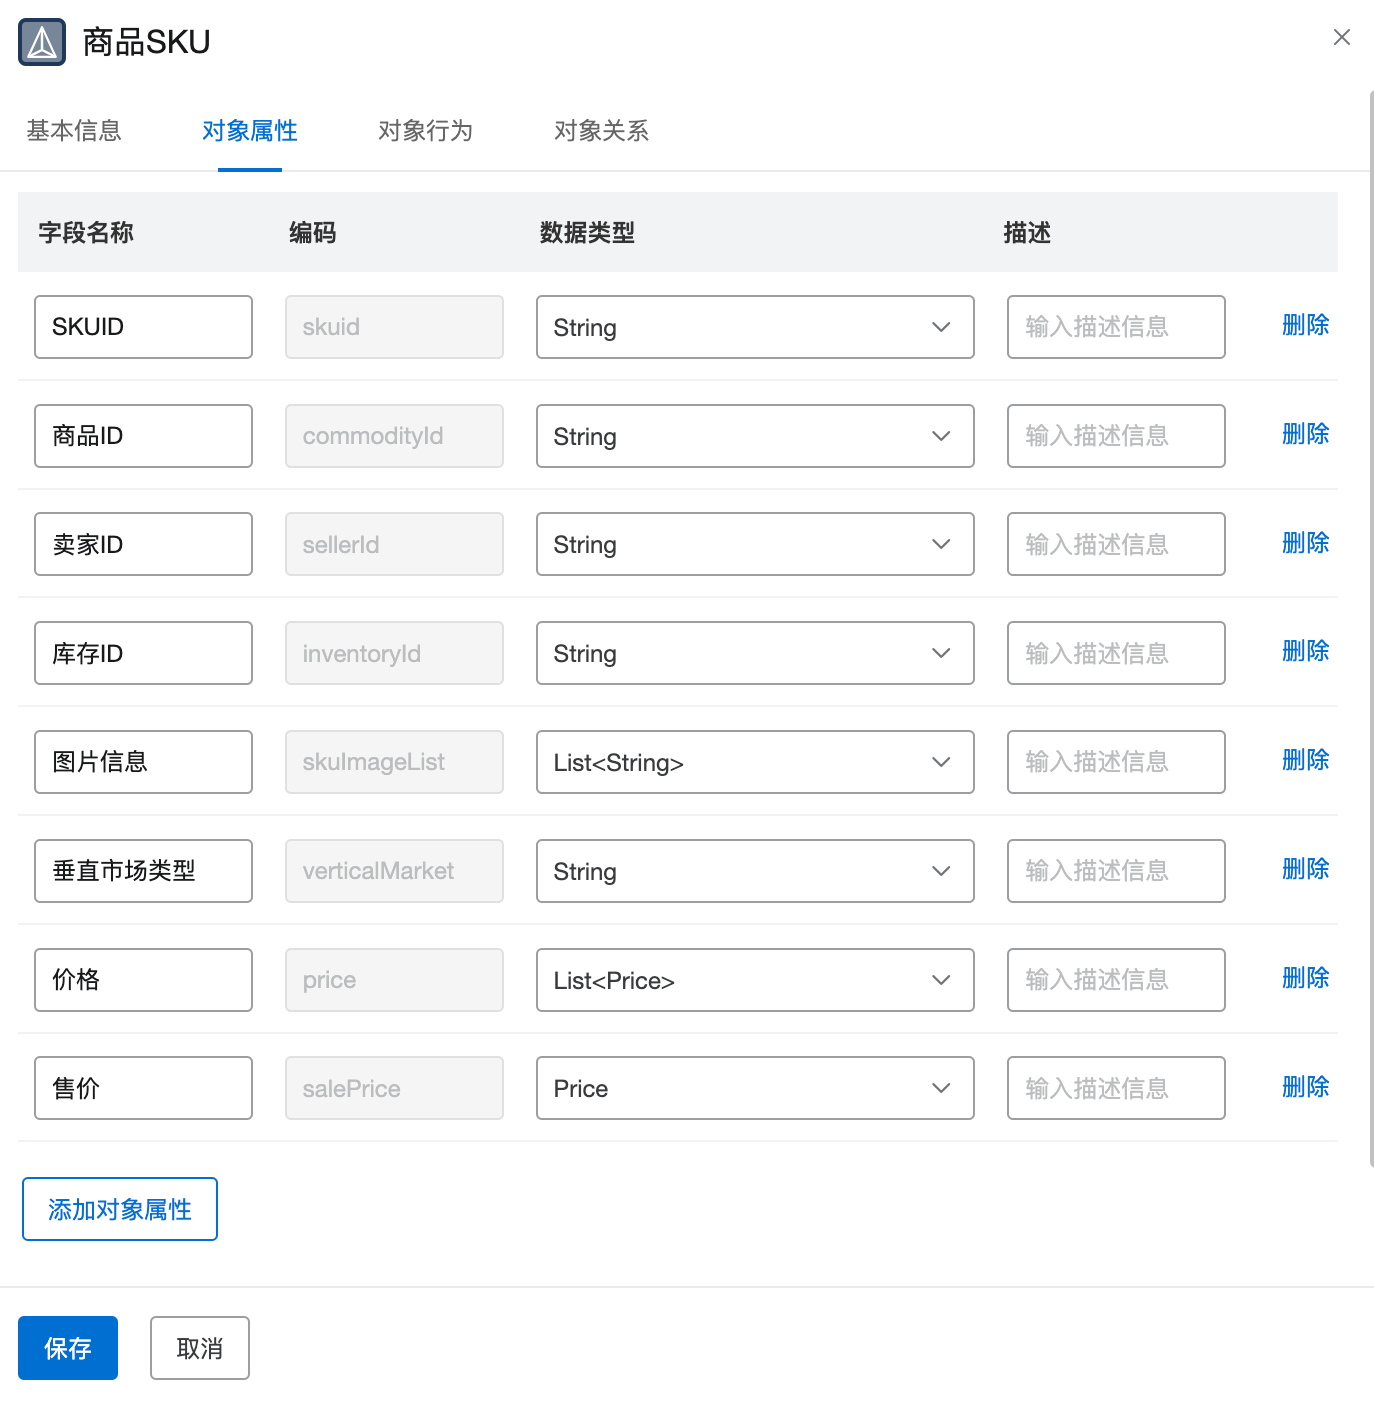 商品SKU
基本信息 对象属性 对象行为 对象关系
字段名称 编码 数据类型 描述
SKUID skuid String 输入描述信息 删除
商品ID commodityId String 输入描述信息 删除
卖家ID sellerId String 输入描述信息 删除
库存ID inventoryId String 输入描述信息 删除
图片信息 skuImageList List<String> 输入描述信息 删除
垂直市场类型 verticalMarket String 输入描述信息 删除
价格 price List<Price> 输入描述信息 删除
售价 salePrice Price 输入描述信息 删除
添加对象属性
保存 取消